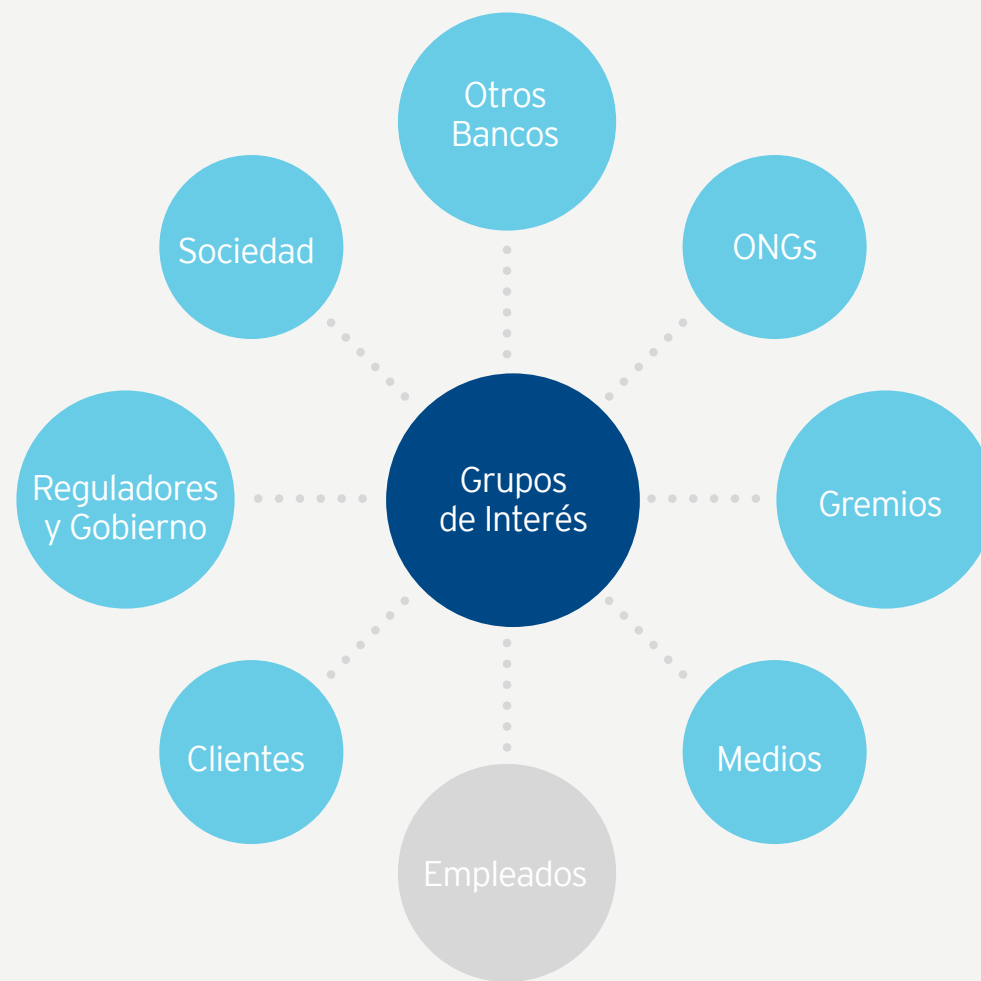 Otros
Bancos
Sociedad
ONGs
Reguladores
y Gobierno
Grupos
de Interés
Gremios
Clientes
Medios
Empleados